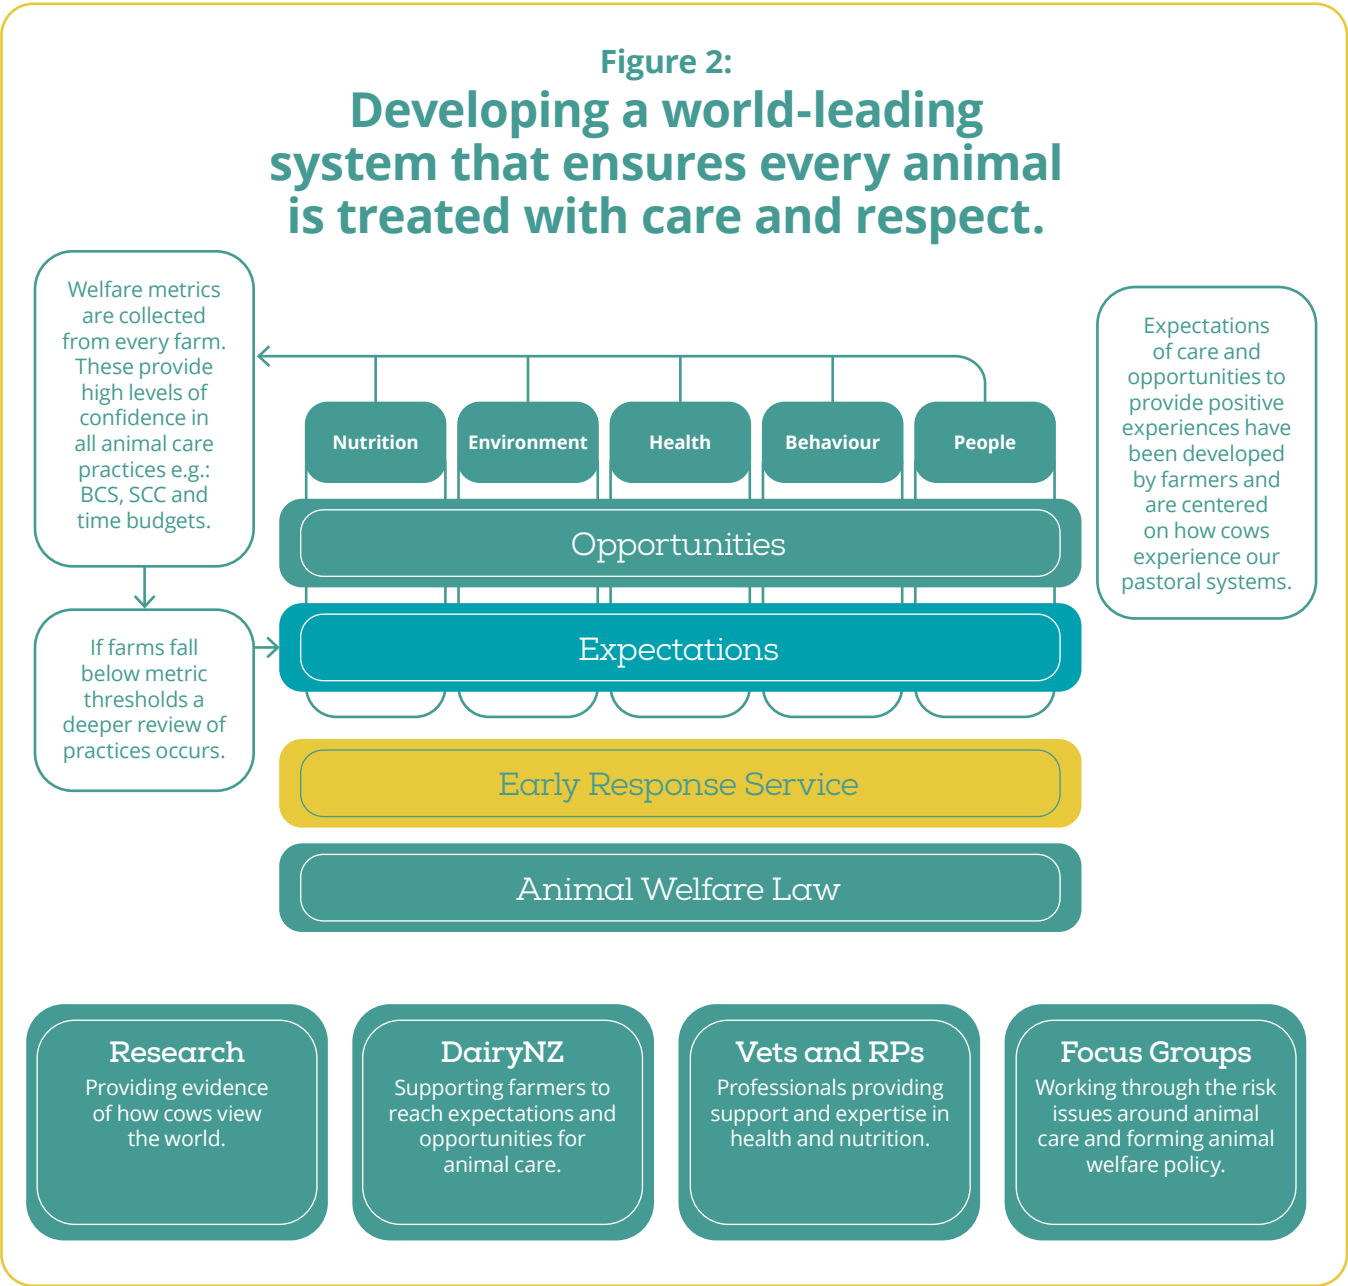 Figure 2:
Developing a world-leading
system that ensures every animal
is treated with care and respect.
Welfare metrics
are collected
from every farm.
These provide
high levels of
confidence in
all animal care
practices e.g.:
BCS, SCC and
time budgets.
If farms fall
below metric
thresholds a
deeper review of
practices occurs.
Nutrition
Environment
Health
Behaviour
People
Opportunities
Expectations
Early Response Service
Animal Welfare Law
Expectations
of care and
opportunities to
provide positive
experiences have
been developed
by farmers and
are centered
on how cows
experience our
pastoral systems.
Research
Providing evidence
of how cows view
the world.
DairyNZ
Supporting farmers to
reach expectations and
opportunities for
animal care.
Vets and RPs
Professionals providing
support and expertise in
health and nutrition.
Focus Groups
Working through the risk
issues around animal
care and forming animal
welfare policy.